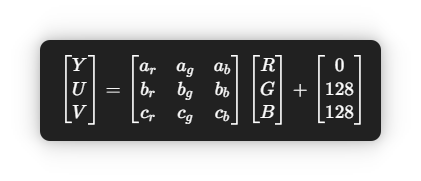 [Y] = [a_r a_g a_b] [R] + [0]
[U] = [b_r b_g b_b] [G] + [128]
[V] = [c_r c_g c_b] [B] + [128]